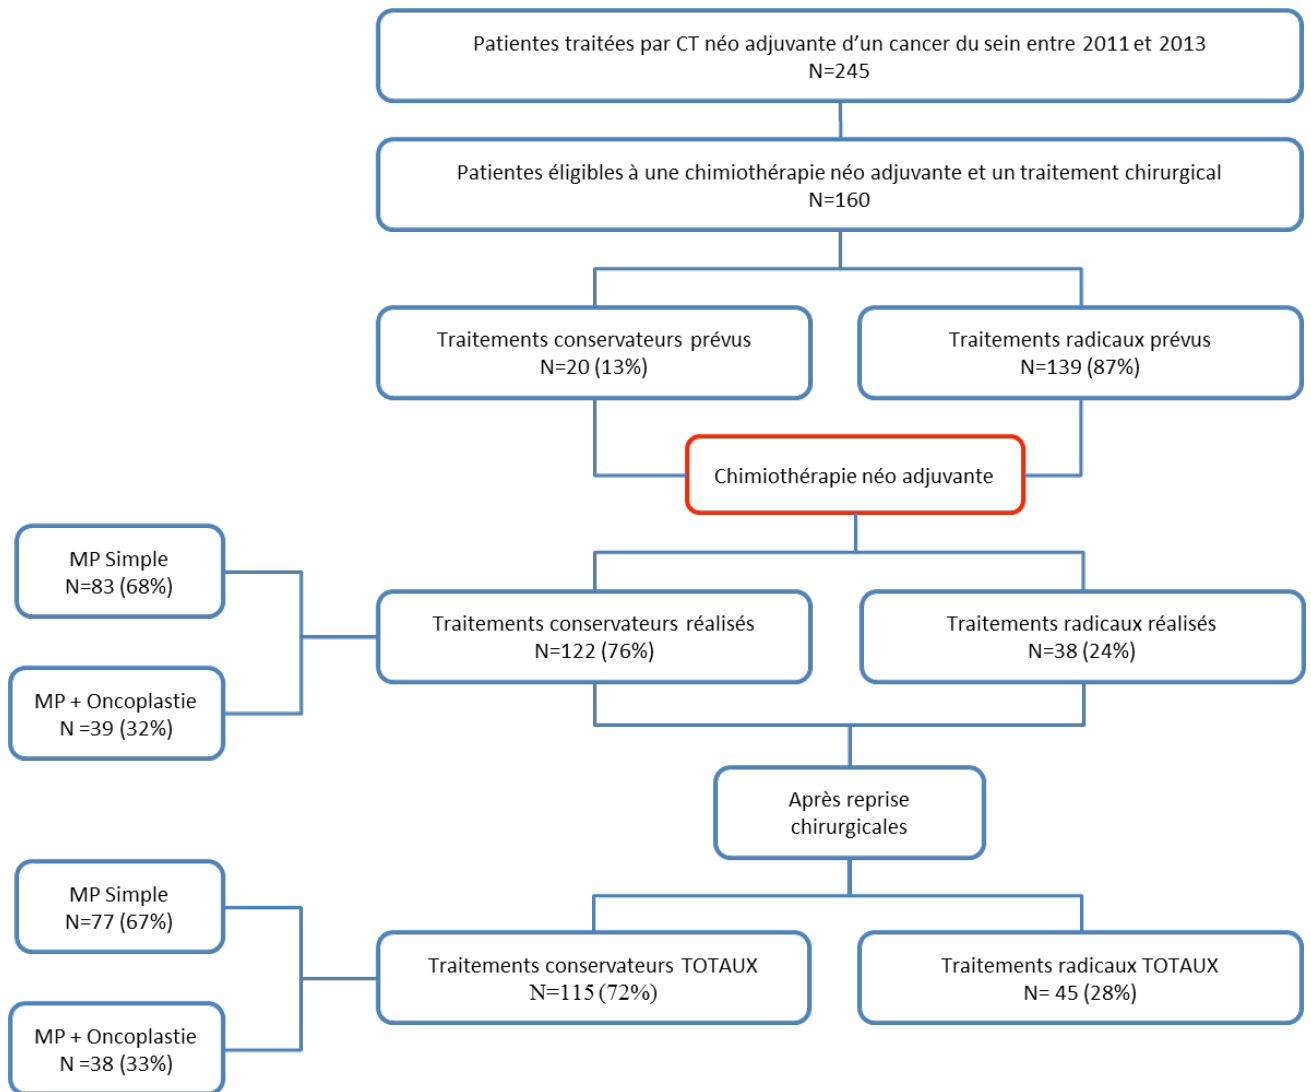 Patientes traitées par CT néo adjuvante d’un cancer du sein entre 2011 et 2013
N=245
Patientes éligibles à une chimiothérapie néo adjuvante et un traitement chirurgical
N=160
Traitements conservateurs prévus
N=20 (13%)
Traitements radicaux prévus
N=139 (87%)
Chimiothérapie néo adjuvante
MP Simple
N=83 (68%)
MP + Oncoplastie
N =39 (32%)
Traitements conservateurs réalisés
N=122 (76%)
Traitements radicaux réalisés
N=38 (24%)
Après reprise
chirurgicales
MP Simple
N=77 (67%)
MP + Oncoplastie
N =38 (33%)
Traitements conservateurs TOTAUX
N=115 (72%)
Traitements radicaux TOTAUX
N= 45 (28%)